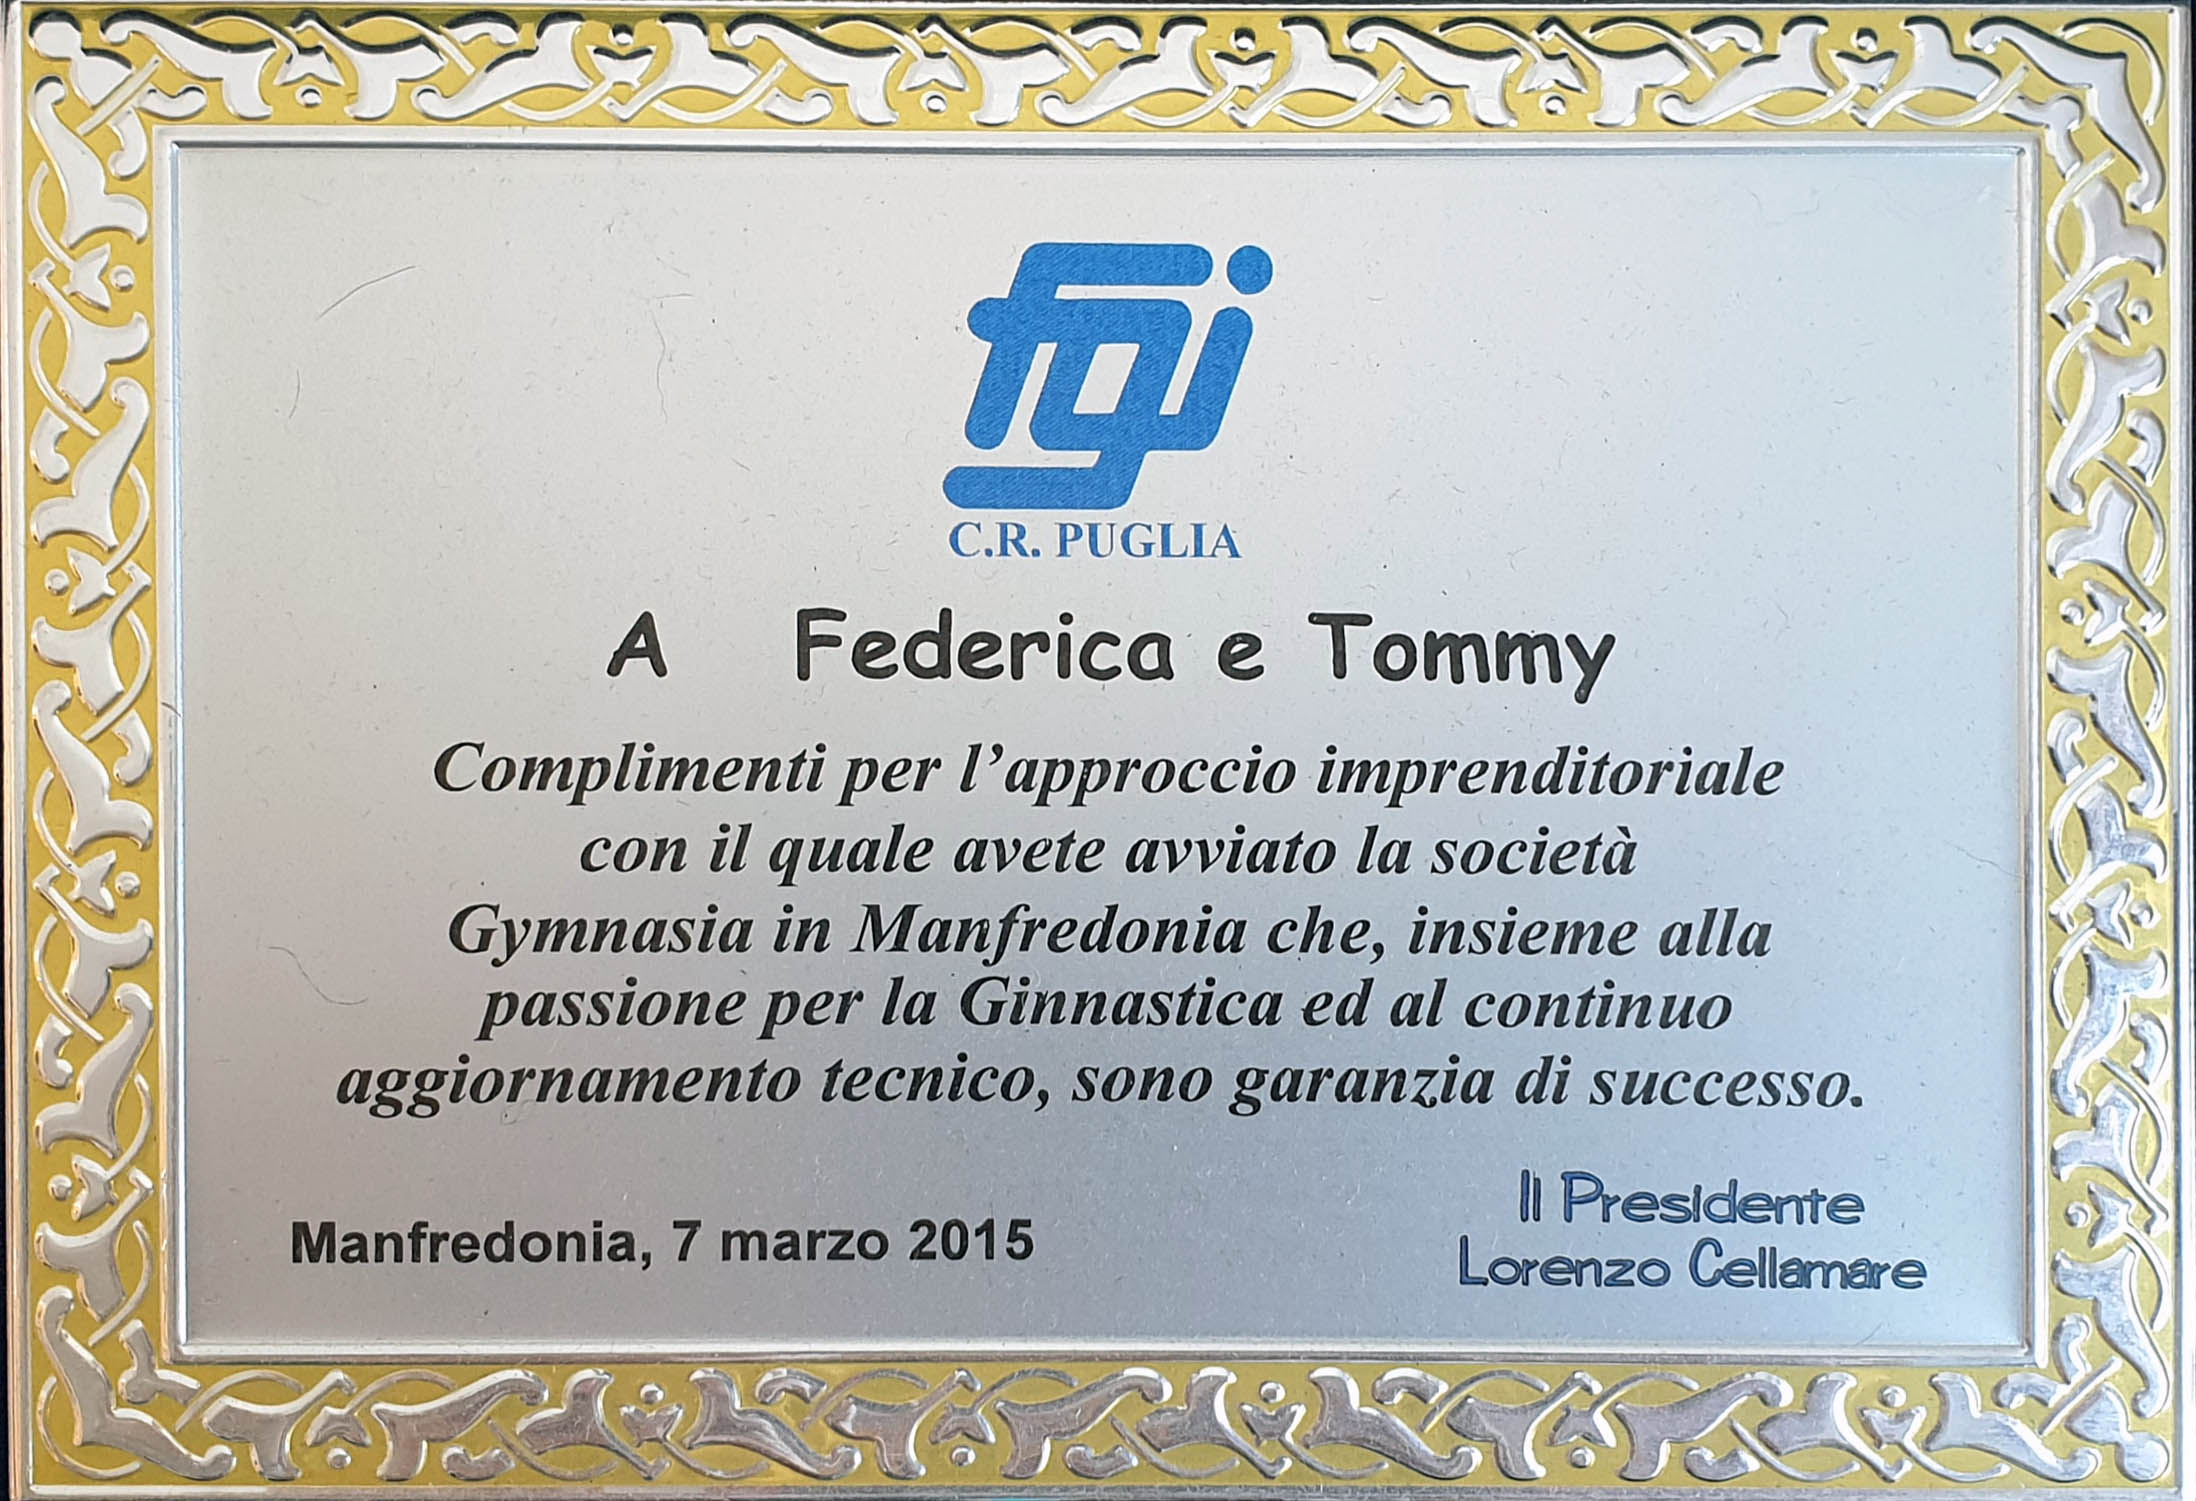 fgi
C.R. PUGLIA
A Federica e Tommy
Complimenti per l'approccio imprenditoriale
con il quale avete avviato la società
Gymnasia in Manfredonia che, insieme alla
passione per la Ginnastica ed al continuo
aggiornamento tecnico, sono garanzia di successo.
Il Presidente
Manfredonia, 7 marzo 2015
Lorenzo Cellamare